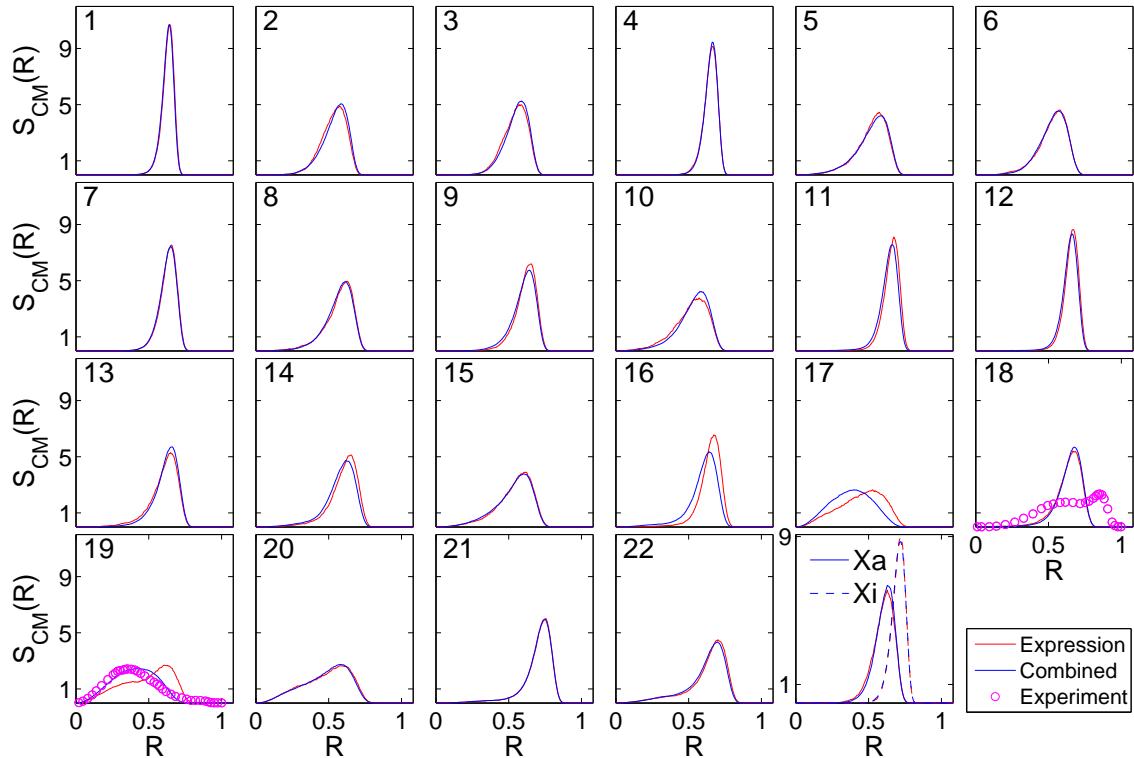 1 2 3 4 5 6
9
5
1
S_CM(R)
7 8 9 10 11 12
9
5
1
S_CM(R)
13 14 15 16 17 18
9
5
1
S_CM(R)
0 0.5 1
R
19 20 21 22
9
5
1
S_CM(R)
9
1
Xa
Xi
0 0.5 1 0 0.5 1 0 0.5 1 0 0.5 1 0 0.5 1
R R R R R
Expression
Combined
Experiment